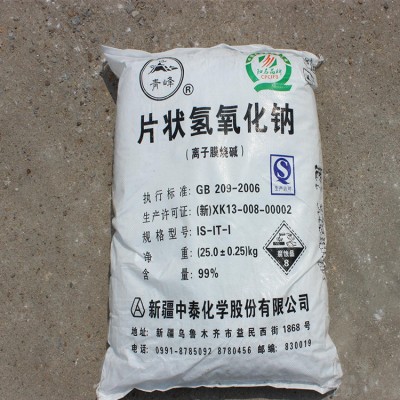 青峰
®
片状氢氧化钠
(离子膜烧碱)
执行标准: GB 209-2006
生产许可证: (新)XK13-008-00002
规格型号: IS-IT-I
净 重: (25.0±0.25)kg
含 量: 99%
腐蚀品
8
新疆中泰化学股份有限公司
地址: 新疆乌鲁木齐市益民西街1868号
电话: 0991-8785092 8780456 邮编: 830019